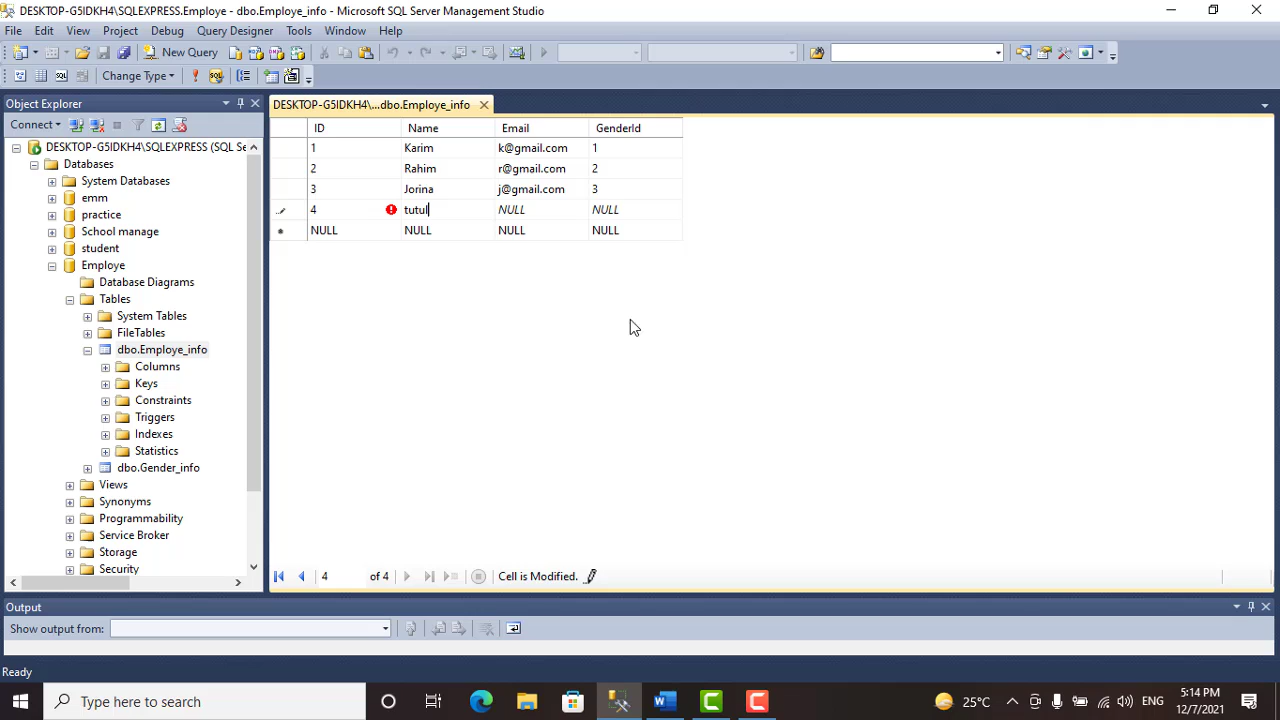 DESKTOP-G5IDKH4\SQLEXPRESS.Employe - dbo.Employe_info - Microsoft SQL Server Management Studio
File Edit View Project Debug Query Designer Tools Window Help
New Query
Change Type
Object Explorer
Connect
DESKTOP-G5IDKH4\SQLEXPRESS (SQL Se
Databases
System Databases
emm
practice
School manage
student
Employe
Database Diagrams
Tables
System Tables
FileTables
dbo.Employe_info
Columns
Keys
Constraints
Triggers
Indexes
Statistics
dbo.Gender_info
Views
Synonyms
Programmability
Service Broker
Storage
Security
DESKTOP-G5IDKH4\...dbo.Employe_info
ID Name Email GenderId
1 Karim k@gmail.com 1
2 Rahim r@gmail.com 2
3 Jorina j@gmail.com 3
4 tutul NULL NULL
NULL NULL NULL NULL
4 of 4 Cell is Modified.
Output
Show output from:
Ready
Type here to search
25°C ENG
5:14 PM
12/7/2021